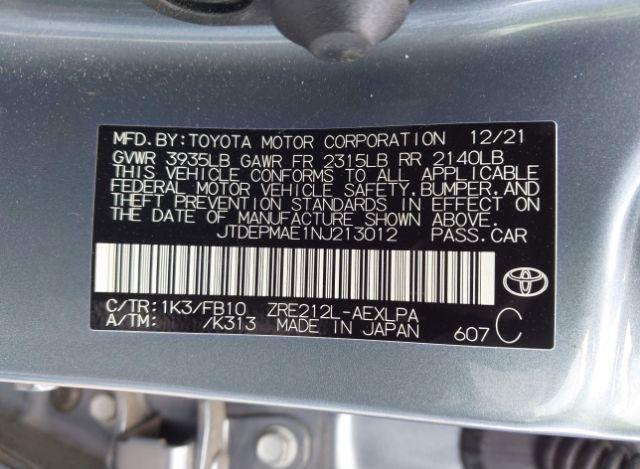 MFD.BY:TOYOTA MOTOR CORPORATION 12/21
GVWR 3935LB GAWR FR 2315LB RR 2140LB
THIS VEHICLE CONFORMS TO ALL APPLICABLE
FEDERAL MOTOR VEHICLE SAFETY,BUMPER,AND
THEFT PREVENTION STANDARDS IN EFFECT ON
THE DATE OF MANUFACTURE SHOWN ABOVE.
JTDEPMAE1NJ213012 PASS.CAR
C/TR:1K3/FB10 ZRE212L-AEXLPA
A/TM: /K313 MADE IN JAPAN 607 C